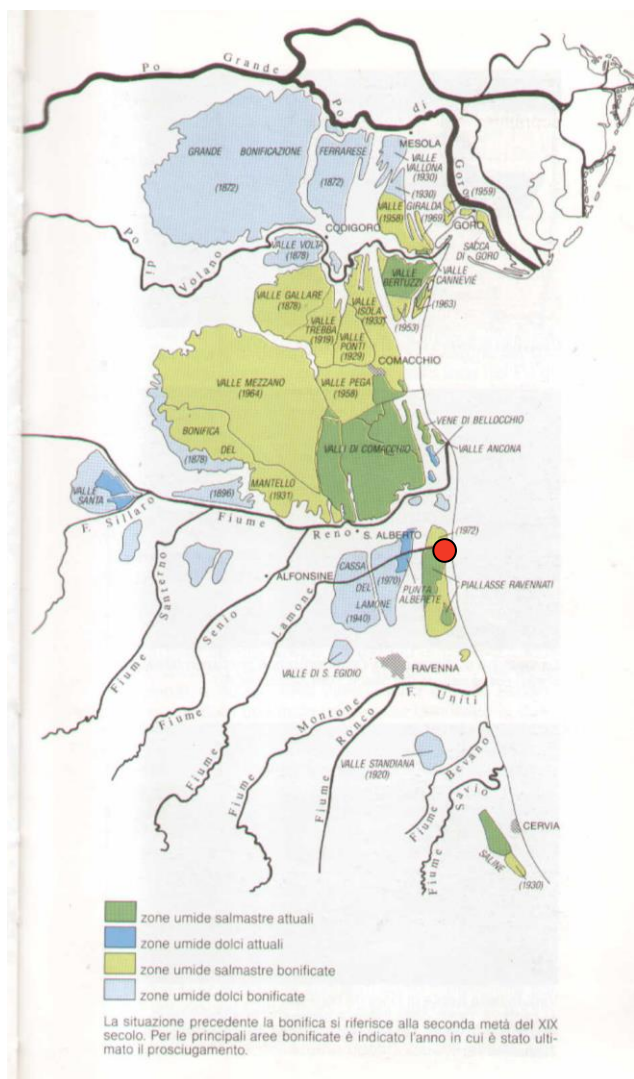 Po
Grande
Po
di
Goro
MESOLA
GRANDE BONIFICAZIONE FERRARESE
(1872)
(1872)
VALLE
VALLONA
(1930)
(1930)
(1959)
VALLE
GIRALDA
(1958)
(1969)
GORO
CODIGORO
SACCA
DI
GORO
Po
di
Volano
VALLE VOLTA
(1878)
VALLE
CANNEVIÈ
VALLE
BERTUZZI
(1963)
(1953)
VALLE GALLARE
(1878)
VALLE
ISOLA
(1933)
VALLE
TREBBA
(1919)
VALLE
PONTI
(1929)
COMACCHIO
VALLE MEZZANO
(1964)
VALLE PEGA
(1958)
VENE DI BELLOCCHIO
BONIFICA
DEL
MANTELLO
(1931)
(1878)
VALLI DI COMACCHIO
VALLE ANCONA
VALLE
SANTA
(1896)
F. Sillaro
Fiume
Reno
S. ALBERTO
(1972)
ALFONSINE
CASSA
DEL
LAMONE
(1940)
(1970)
PUNTA
ALBERETE
PIALLASSE RAVENNATI
Fiume
Santerno
Fiume
Senio
Fiume
Lamone
VALLE DI S. EGIDIO
RAVENNA
F. Uniti
Fiume
Montone
Fiume
Ronco
VALLE STANDIANA
(1920)
Fiume
Bevano
Fiume
Savio
CERVIA
SALINE
(1930)
zone umide salmastre attuali
zone umide dolci attuali
zone umide salmastre bonificate
zone umide dolci bonificate
La situazione precedente la bonifica si riferisce alla seconda metà del XIX
secolo. Per le principali aree bonificate è indicato l'anno in cui è stato ulti-
mato il prosciugamento.